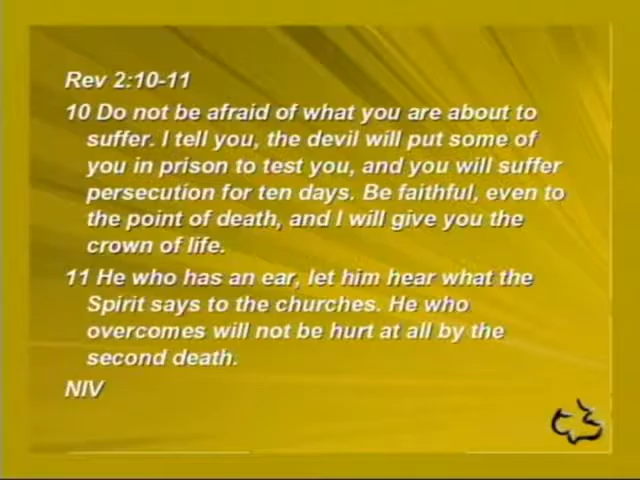 Rev 2:10-11
10 Do not be afraid of what you are about to
suffer. I tell you, the devil will put some of
you in prison to test you, and you will suffer
persecution for ten days. Be faithful, even to
the point of death, and I will give you the
crown of life.
11 He who has an ear, let him hear what the
Spirit says to the churches. He who
overcomes will not be hurt at all by the
second death.
NIV